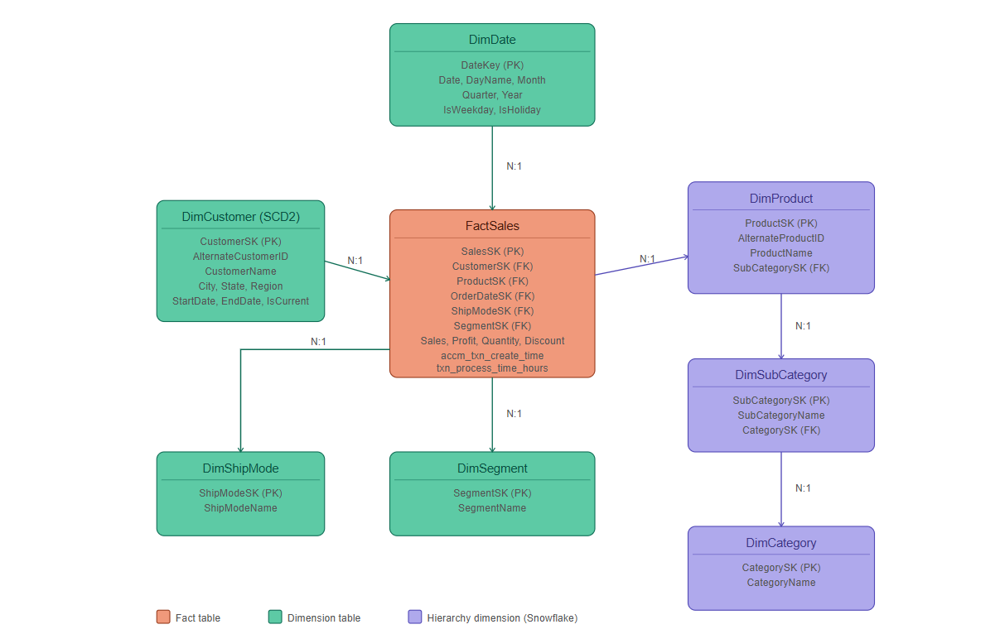 DimDate
DateKey (PK)
Date, DayName, Month
Quarter, Year
IsWeekday, IsHoliday
N:1
DimCustomer (SCD2)
CustomerSK (PK)
AlternateCustomerID
CustomerName
City, State, Region
StartDate, EndDate, IsCurrent
N:1
FactSales
SalesSK (PK)
CustomerSK (FK)
ProductSK (FK)
OrderDateSK (FK)
ShipModeSK (FK)
SegmentSK (FK)
Sales, Profit, Quantity, Discount
accm_txn_create_time
txn_process_time_hours
N:1
DimProduct
ProductSK (PK)
AlternateProductID
ProductName
SubCategorySK (FK)
N:1
N:1
N:1
DimSubCategory
SubCategorySK (PK)
SubCategoryName
CategorySK (FK)
N:1
DimShipMode
ShipModeSK (PK)
ShipModeName
DimSegment
SegmentSK (PK)
SegmentName
DimCategory
CategorySK (PK)
CategoryName
Fact table
Dimension table
Hierarchy dimension (Snowflake)